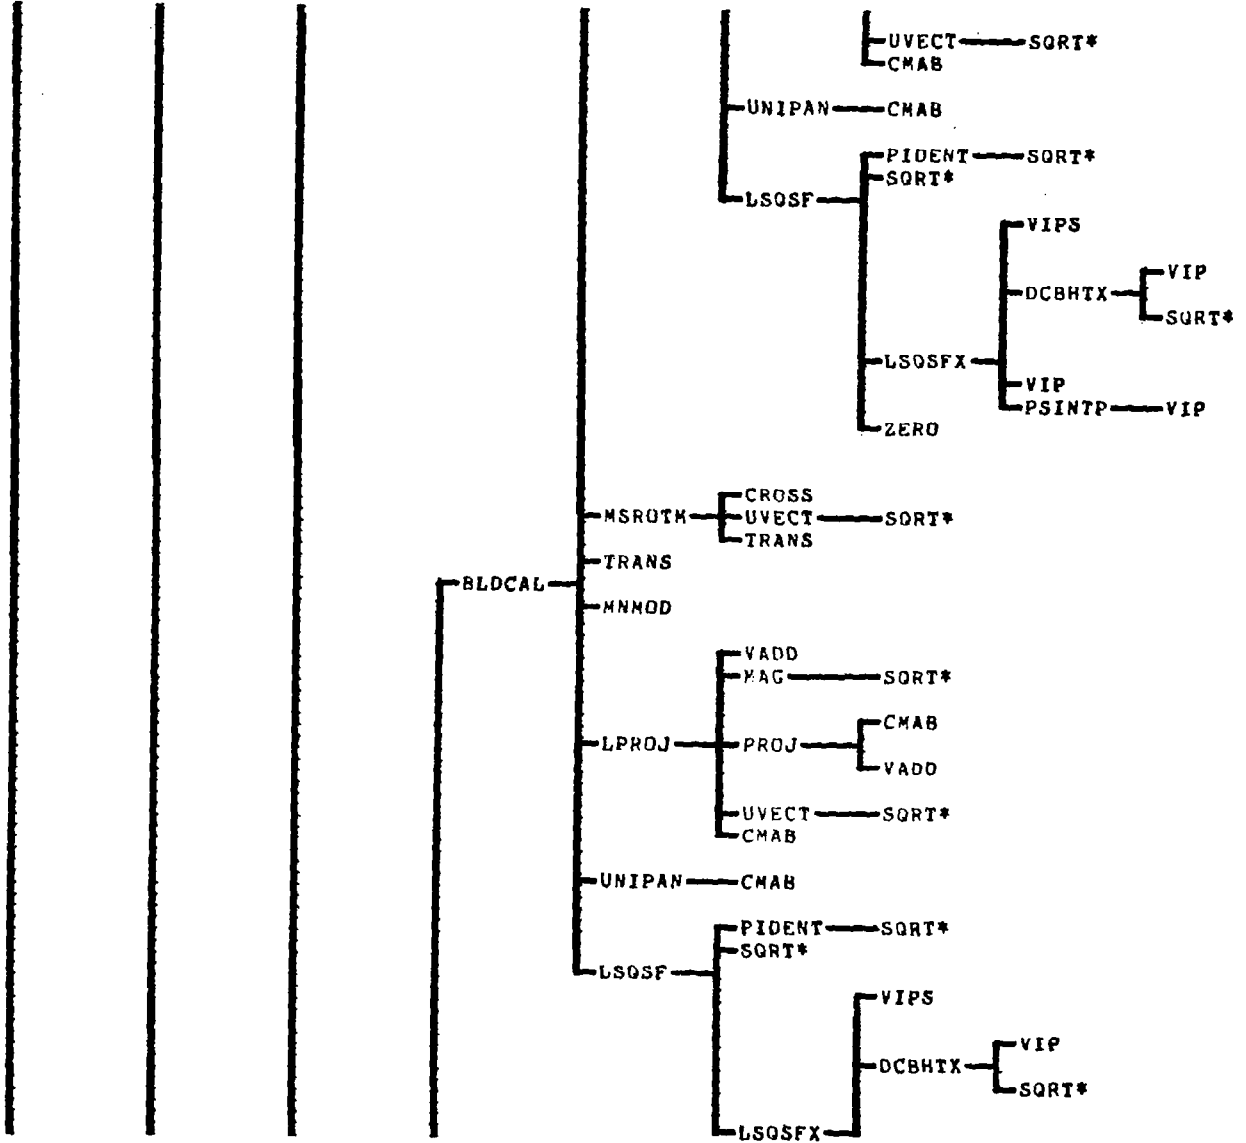 UVECT SQRT*
CMAB
UNIPAN CMAB
PIDENT SQRT*
SQRT*
LSQSF
VIPS
VIP
DCBHTX
SQRT*
LSQSFX
VIP
PSINTP VIP
ZERO
CROSS
MSROTM UVECT SQRT*
TRANS
TRANS
BLDCAL
MNMOD
VADD
MAG SQRT*
CMAB
LPROJ PROJ
VADD
UVECT SQRT*
CMAB
UNIPAN CMAB
PIDENT SQRT*
SQRT*
LSQSF
VIPS
VIP
DCBHTX
SQRT*
LSQSFX